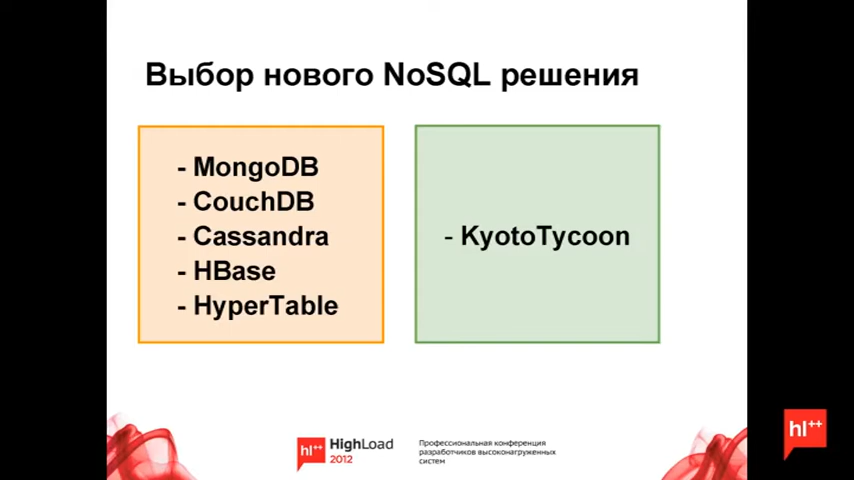 Выбор нового NoSQL решения
- MongoDB
- CouchDB
- Cassandra
- HBase
- HyperTable
- KyotoTycoon
hl++
HighLoad
2012
Профессиональная конференция
разработчиков высоконагруженных
систем
hl++